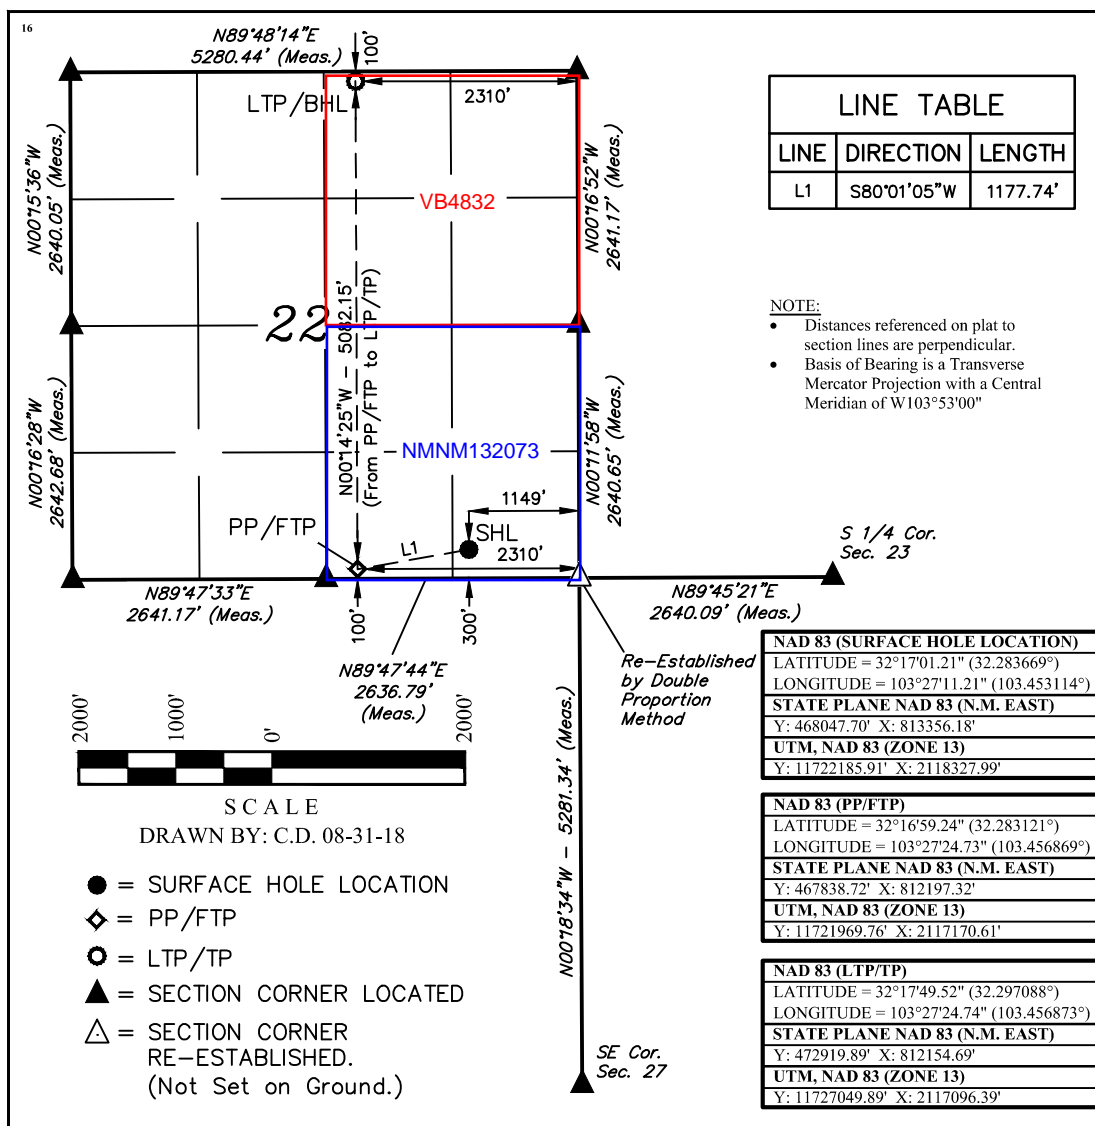 16
N89°48'14"E
5280.44' (Meas.)
100'
LTP/BHL
2310'
N00°15'36"W
2640.05' (Meas.)
VB4832
N00°16'52"W
2641.17' (Meas.)
22
N00°14'25"W - 5082.15'
(From PP/FTP to LTP/TP)
N00°16'28"W
2642.68' (Meas.)
NMNM132073
N00°11'58"W
2640.65' (Meas.)
1149'
PP/FTP
SHL
L1
2310'
S 1/4 Cor.
Sec. 23
N89°47'33"E
2641.17' (Meas.)
100'
300'
N89°45'21"E
2640.09' (Meas.)
N89°47'44"E
2636.79'
(Meas.)
Re-Established
by Double
Proportion
Method
N00°18'34"W - 5281.34' (Meas.)
SE Cor.
Sec. 27
LINE TABLE
LINE DIRECTION LENGTH
L1 S80°01'05"W 1177.74'
NOTE:
• Distances referenced on plat to
section lines are perpendicular.
• Basis of Bearing is a Transverse
Mercator Projection with a Central
Meridian of W103°53'00"
2000' 1000' 0' 2000'
SCALE
DRAWN BY: C.D. 08-31-18
= SURFACE HOLE LOCATION
= PP/FTP
= LTP/TP
= SECTION CORNER LOCATED
= SECTION CORNER
RE-ESTABLISHED.
(Not Set on Ground.)
NAD 83 (SURFACE HOLE LOCATION)
LATITUDE = 32°17'01.21" (32.283669°)
LONGITUDE = 103°27'11.21" (103.453114°)
STATE PLANE NAD 83 (N.M. EAST)
Y: 468047.70' X: 813356.18'
UTM, NAD 83 (ZONE 13)
Y: 11722185.91' X: 2118327.99'
NAD 83 (PP/FTP)
LATITUDE = 32°16'59.24" (32.283121°)
LONGITUDE = 103°27'24.73" (103.456869°)
STATE PLANE NAD 83 (N.M. EAST)
Y: 467838.72' X: 812197.32'
UTM, NAD 83 (ZONE 13)
Y: 11721969.76' X: 2117170.61'
NAD 83 (LTP/TP)
LATITUDE = 32°17'49.52" (32.297088°)
LONGITUDE = 103°27'24.74" (103.456873°)
STATE PLANE NAD 83 (N.M. EAST)
Y: 472919.89' X: 812154.69'
UTM, NAD 83 (ZONE 13)
Y: 11727049.89' X: 2117096.39'